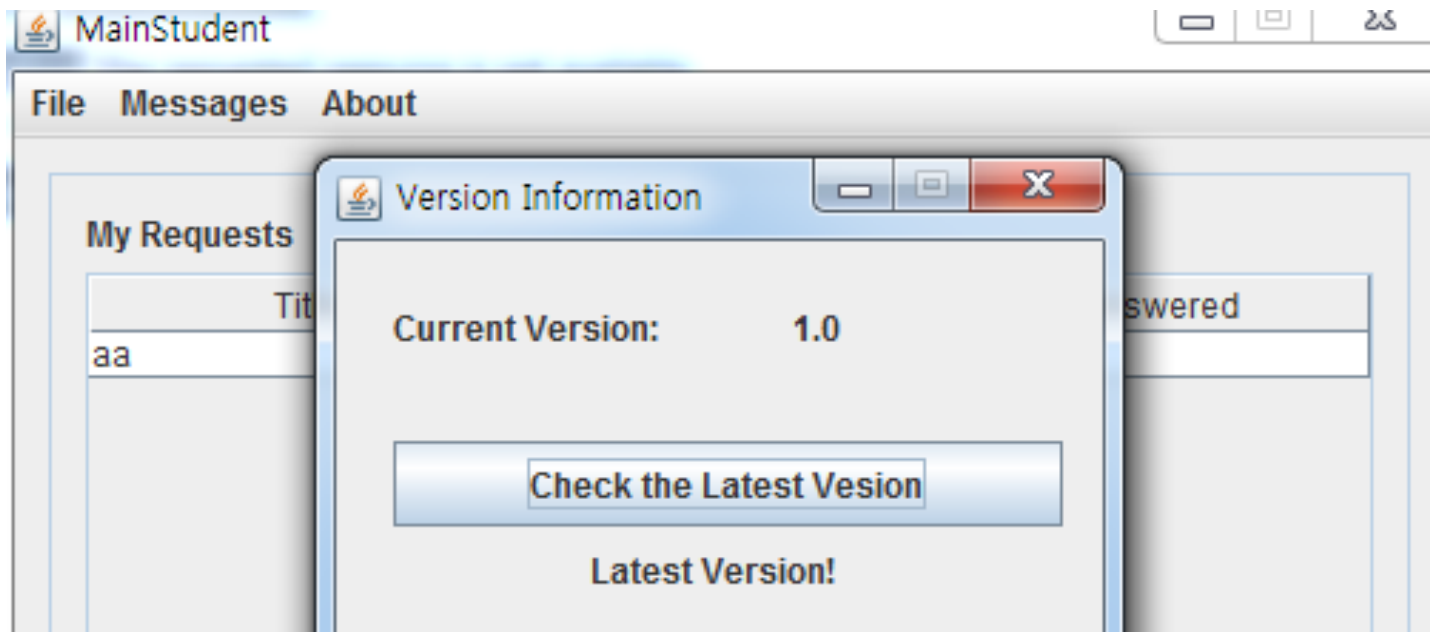 MainStudent
File Messages About
Version Information
My Requests
Tit swered
Current Version: 1.0
aa
Check the Latest Vesion
Latest Version!